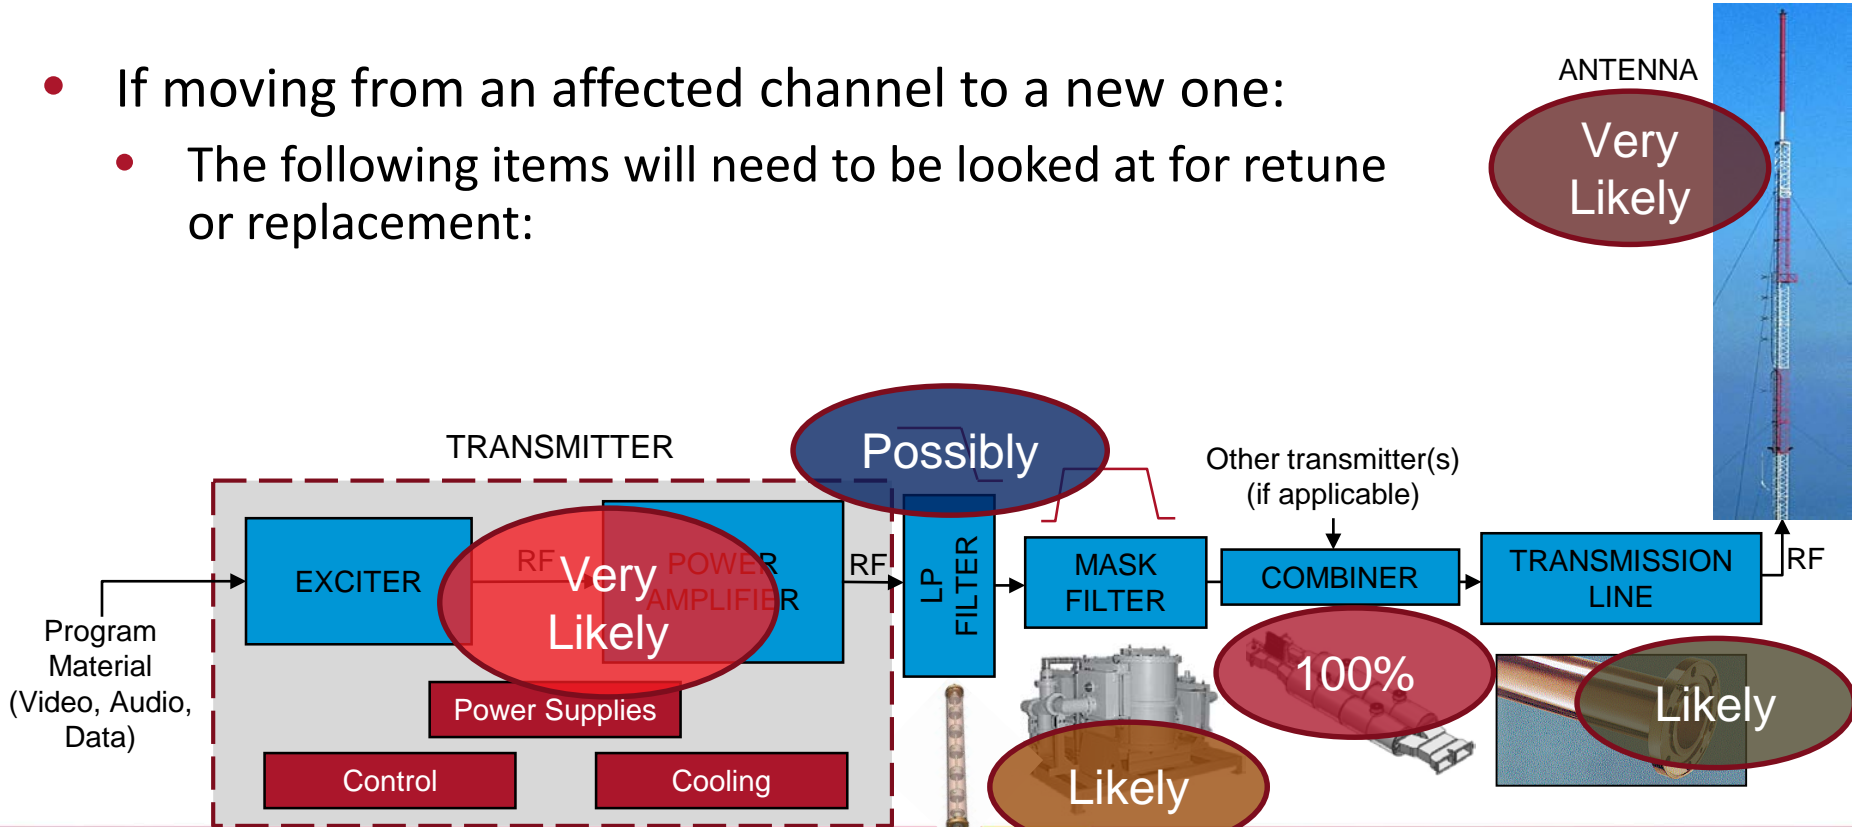 • If moving from an affected channel to a new one:
• The following items will need to be looked at for retune
or replacement:
ANTENNA
Very
Likely
TRANSMITTER
Possibly
Other transmitter(s)
(if applicable)
EXCITER
RF
Very
Likely
POWER
AMPLIFIER
RF
LP
FILTER
MASK
FILTER
COMBINER
TRANSMISSION
LINE
RF
Program
Material
(Video, Audio,
Data)
Power Supplies
Control
Cooling
Likely
100%
Likely